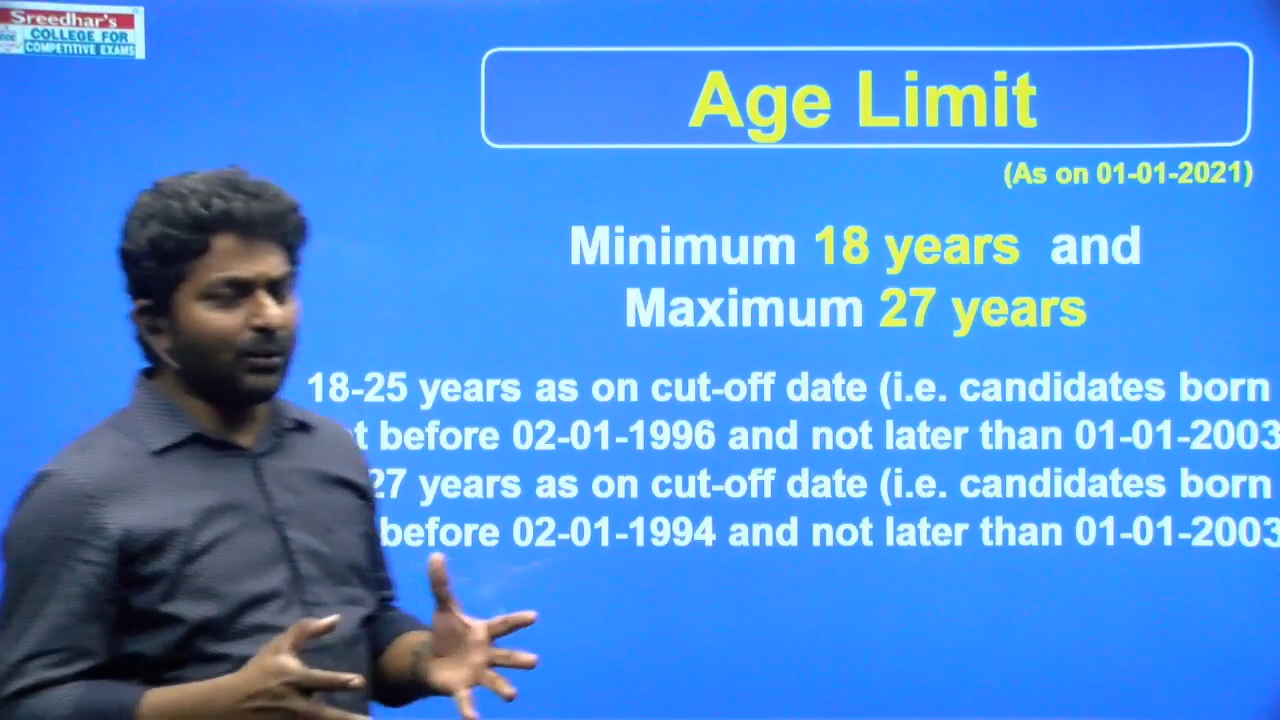 Sreedhar's
COLLEGE FOR
COMPETITIVE EXAMS
Age Limit
(As on 01-01-2021)
Minimum 18 years and
Maximum 27 years
18-25 years as on cut-off date (i.e. candidates born
before 02-01-1996 and not later than 01-01-2003
27 years as on cut-off date (i.e. candidates born
before 02-01-1994 and not later than 01-01-2003